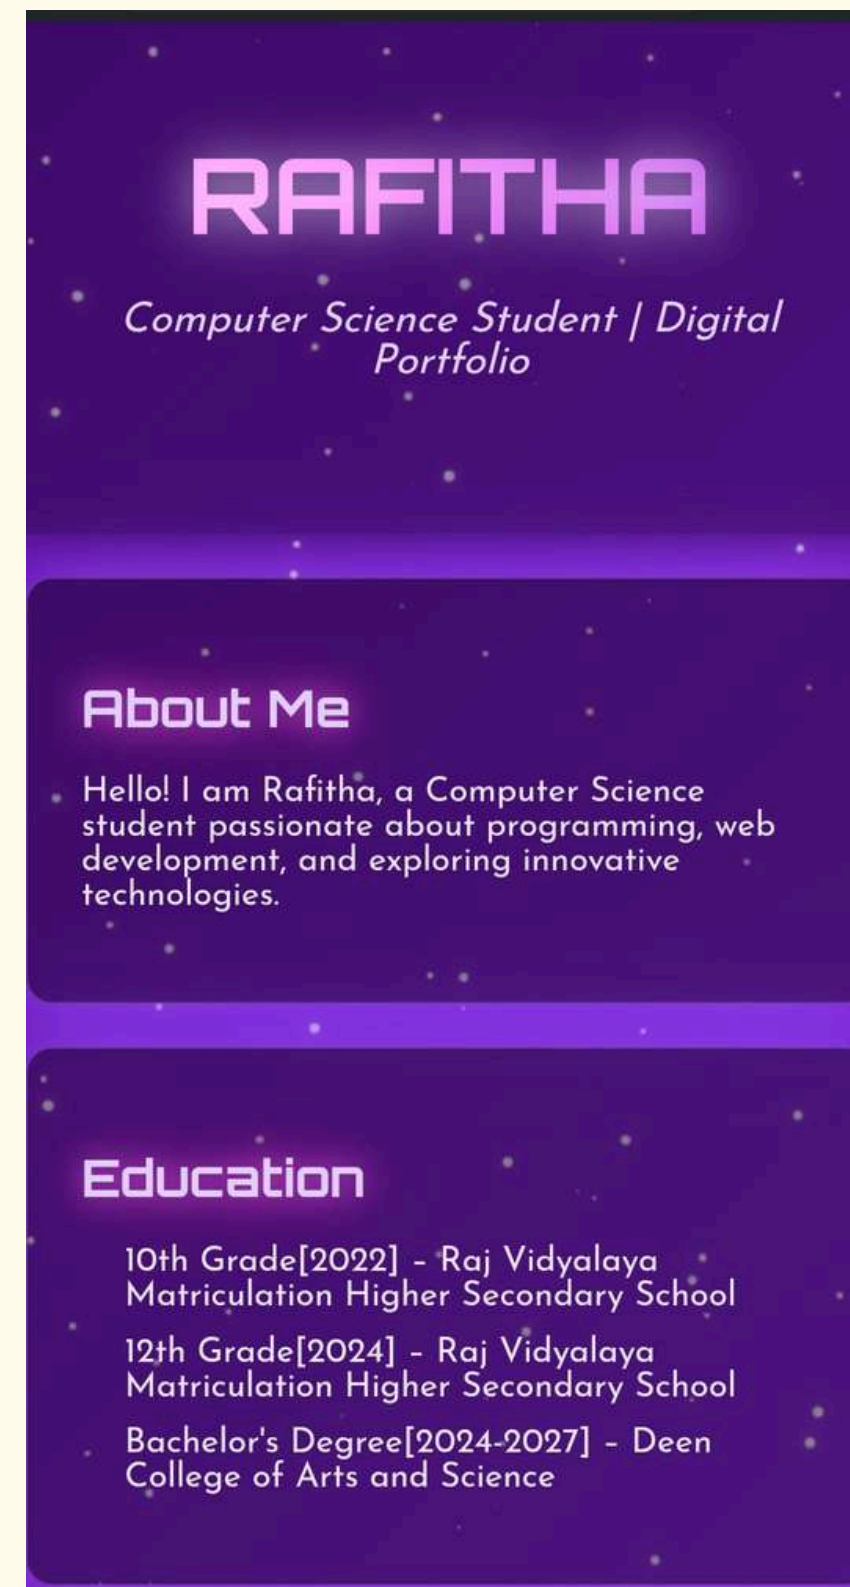 RAFITHA
Computer Science Student | Digital
Portfolio
About Me
Hello! I am Rafitha, a Computer Science
student passionate about programming, web
development, and exploring innovative
technologies.
Education
10th Grade[2022] – Raj Vidyalaya
Matriculation Higher Secondary School
12th Grade[2024] – Raj Vidyalaya
Matriculation Higher Secondary School
Bachelor's Degree[2024-2027] – Deen
College of Arts and Science